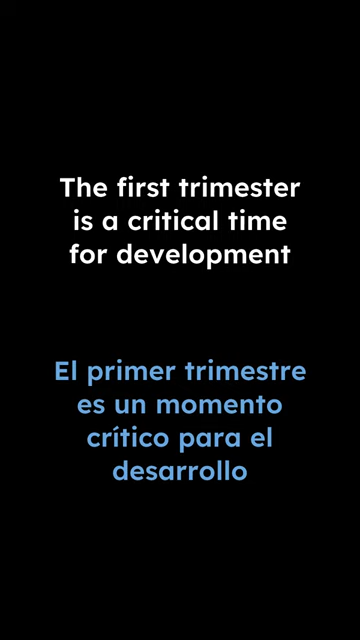 The first trimester
is a critical time
for development
El primer trimestre
es un momento
crítico para el
desarrollo